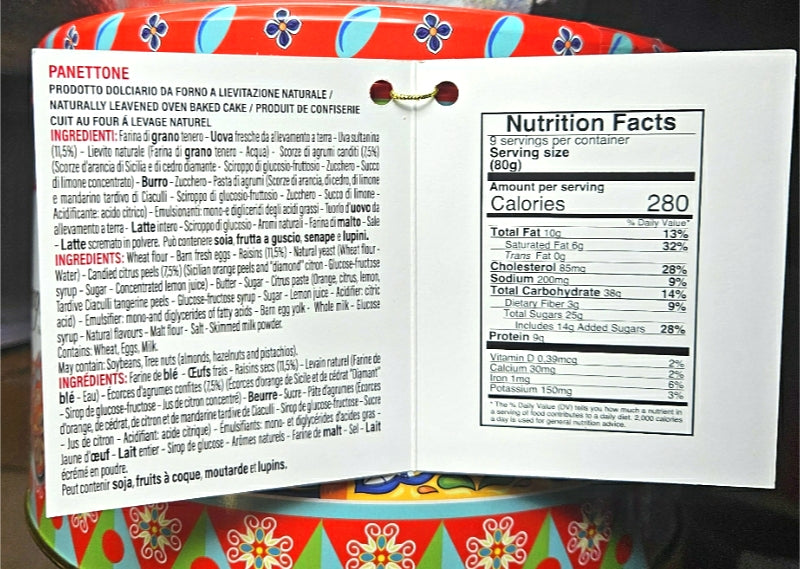 PANETTONE
PRODOTTO DOLCIARIO DA FORNO A LIEVITAZIONE NATURALE /
NATURALLY LEAVENED OVEN BAKED CAKE / PRODUIT DE CONFISERIE
CUIT AU FOUR Á LEVAGE NATUREL
INGREDIENTI: Farina di grano tenero - Uova fresche da allevamento a terra - Uva sultanina
(11,5%) - Lievito naturale (Farina di grano tenero - Acqua) - Scorze di agrumi canditi (7,5%)
(Scorze d'arancia di Sicilia e di cedro diamante - Sciroppo di glucosio-fruttosio - Zucchero - Succo
di limone concentrato) - Burro - Zucchero - Pasta di agrumi (Scorze di arancia, di cedro, di limone
e mandarino tardivo di Ciaculli - Sciroppo di glucosio-fruttosio - Zucchero - Succo di limone -
Acidificante: acido citrico) - Emulsionanti: mono-e digliceridi degli acidi grassi - Tuorlo d'uovo da
allevamento a terra - Latte intero - Sciroppo di glucosio - Aromi naturali - Farina di malto - Sale
- Latte scremato in polvere. Può contenere soia, frutta a guscio, senape e lupini.
INGREDIENTS: Wheat flour - Barn fresh eggs - Raisins (11,5%) - Natural yeast (Wheat flour -
Water) - Candied citrus peels (7,5%) (Sicilian orange peels and "diamond" citron - Glucose-fructose
syrup - Sugar - Concentrated lemon juice) - Butter - Sugar - Citrus paste (Orange, citrus, lemon,
Tardive Ciaculli tangerine peels - Glucose-fructose syrup - Sugar - Lemon juice - Acidifier: citric
acid) - Emulsifier: mono-and diglycerides of fatty acids - Barn egg yolk - Whole milk - Glucose
syrup - Natural flavours - Malt flour - Salt - Skimmed milk powder.
Contains: Wheat, Eggs, Milk.
May contain: Soybeans, Tree nuts (almonds, hazelnuts and pistachios).
INGRÉDIENTS: Farine de blé - Œufs frais - Raisins secs (11,5%) - Levain naturel (Farine de
blé - Eau) - Ecorces d'agrumes confites (7,5%) (Écorces d'orange de Sicile et de cédrat "Diamant"
- Sirop de glucose-fructose - Jus de citron concentré) - Beurre - Sucre - Pâte d'agrumes (Écorces
d'orange, de cédrat, de citron et de mandarine tardive de Ciaculli - Sirop de glucose-fructose - Sucre
- Jus de citron - Acidifiant: acide citrique) - Émulsifiants: mono- et diglycérides d'acides gras -
Jaune d'œuf - Lait entier - Sirop de glucose - Arômes naturels - Farine de malt - Sel - Lait
écrémé en poudre.
Peut contenir soja, fruits à coque, moutarde et lupins.
Nutrition Facts
9 servings per container
Serving size
(80g)
Amount per serving
Calories 280
% Daily Value*
Total Fat 10g 13%
Saturated Fat 6g 32%
Trans Fat 0g
Cholesterol 85mg 28%
Sodium 200mg 9%
Total Carbohydrate 38g 14%
Dietary Fiber 3g 9%
Total Sugars 25g
Includes 14g Added Sugars 28%
Protein 9g
Vitamin D 0.39mcg 2%
Calcium 30mg 2%
Iron 1mg 6%
Potassium 150mg 3%
* The % Daily Value (DV) tells you how much a nutrient in
a serving of food contributes to a daily diet. 2,000 calories
a day is used for general nutrition advice.